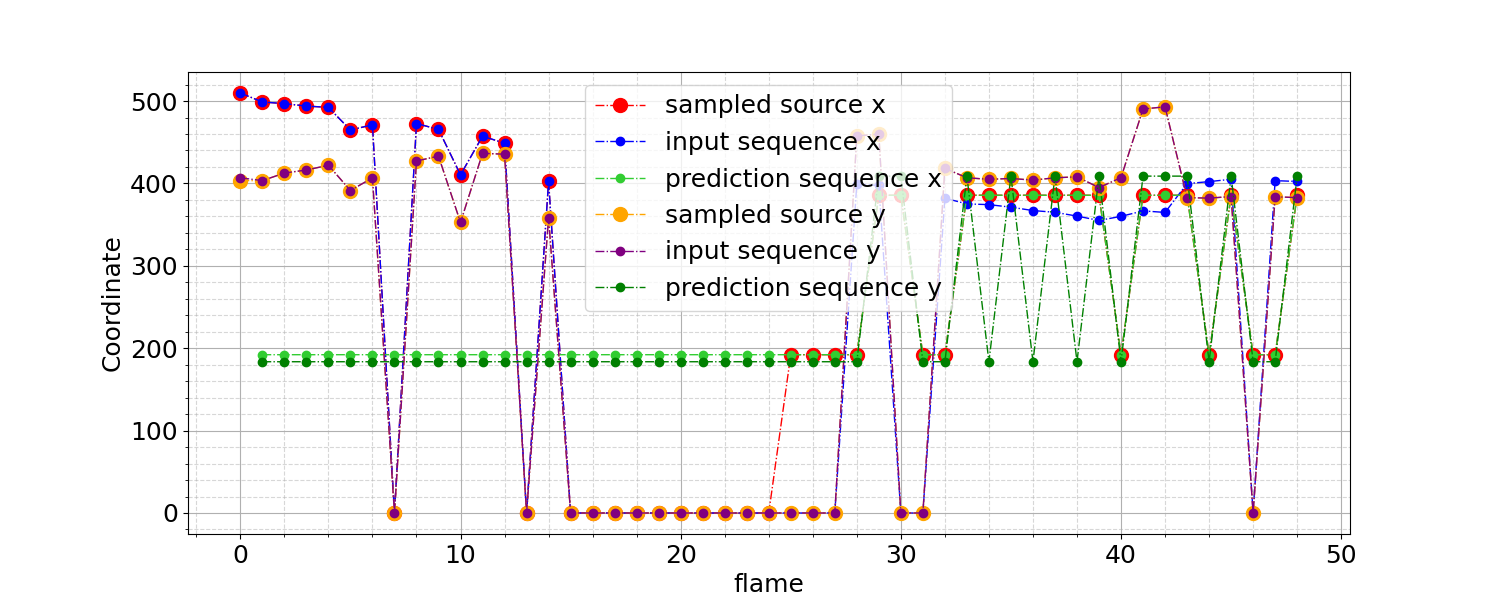 500
400
300
200
100
0
Coordinate
sampled source x
input sequence x
prediction sequence x
sampled source y
input sequence y
prediction sequence y
0 10 20 30 40 50
flame